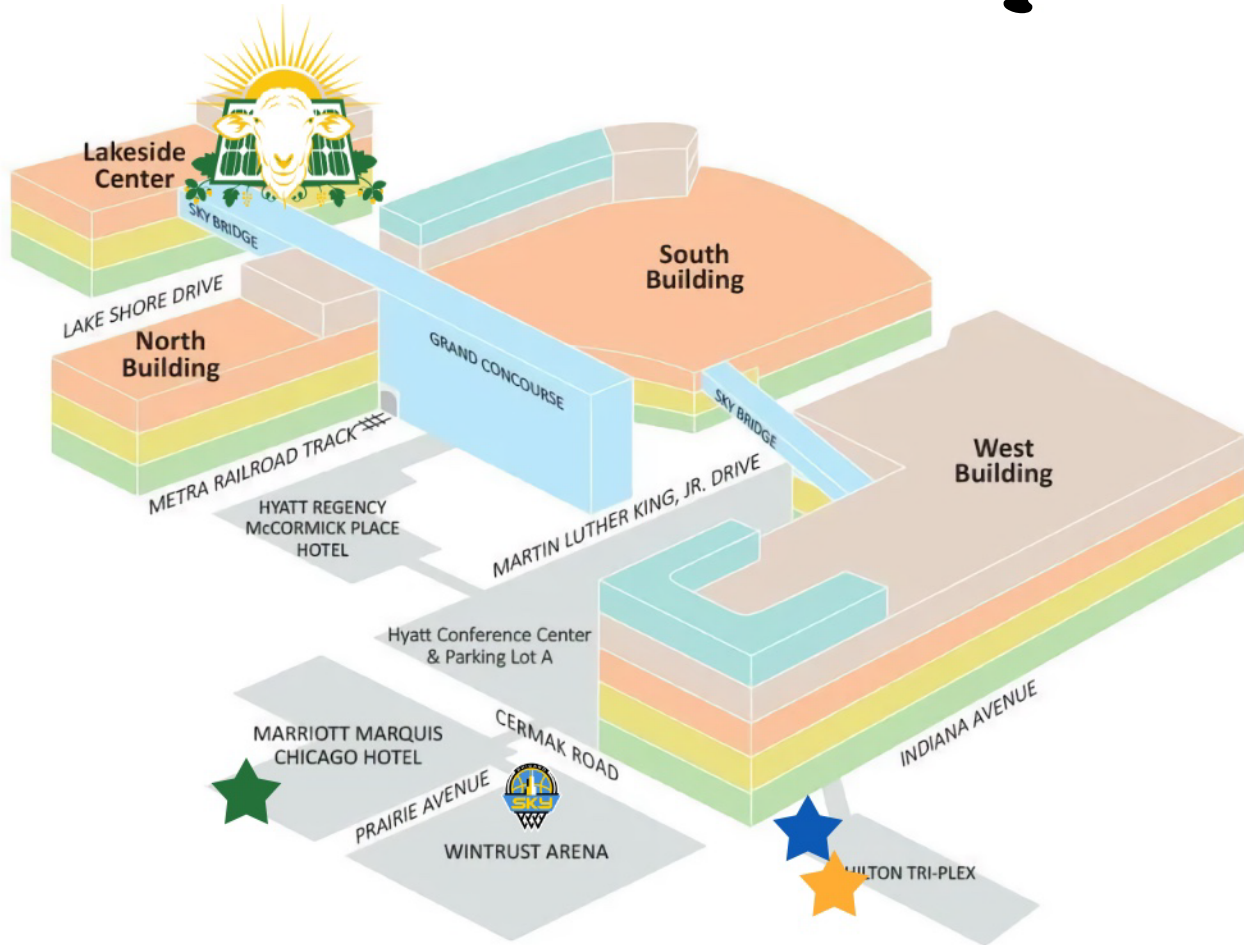 Lakeside
Center
SKY BRIDGE
LAKE SHORE DRIVE
South
Building
North
Building
GRAND CONCOURSE
SKY BRIDGE
West
Building
METRA RAILROAD TRACK
HYATT REGENCY
McCORMICK PLACE
HOTEL
MARTIN LUTHER KING, JR. DRIVE
Hyatt Conference Center
& Parking Lot A
INDIANA AVENUE
MARRIOTT MARQUIS
CHICAGO HOTEL
CERMAK ROAD
PRAIRIE AVENUE
CHICAGO
SKY
WINTRUST ARENA
HILTON TRI-PLEX